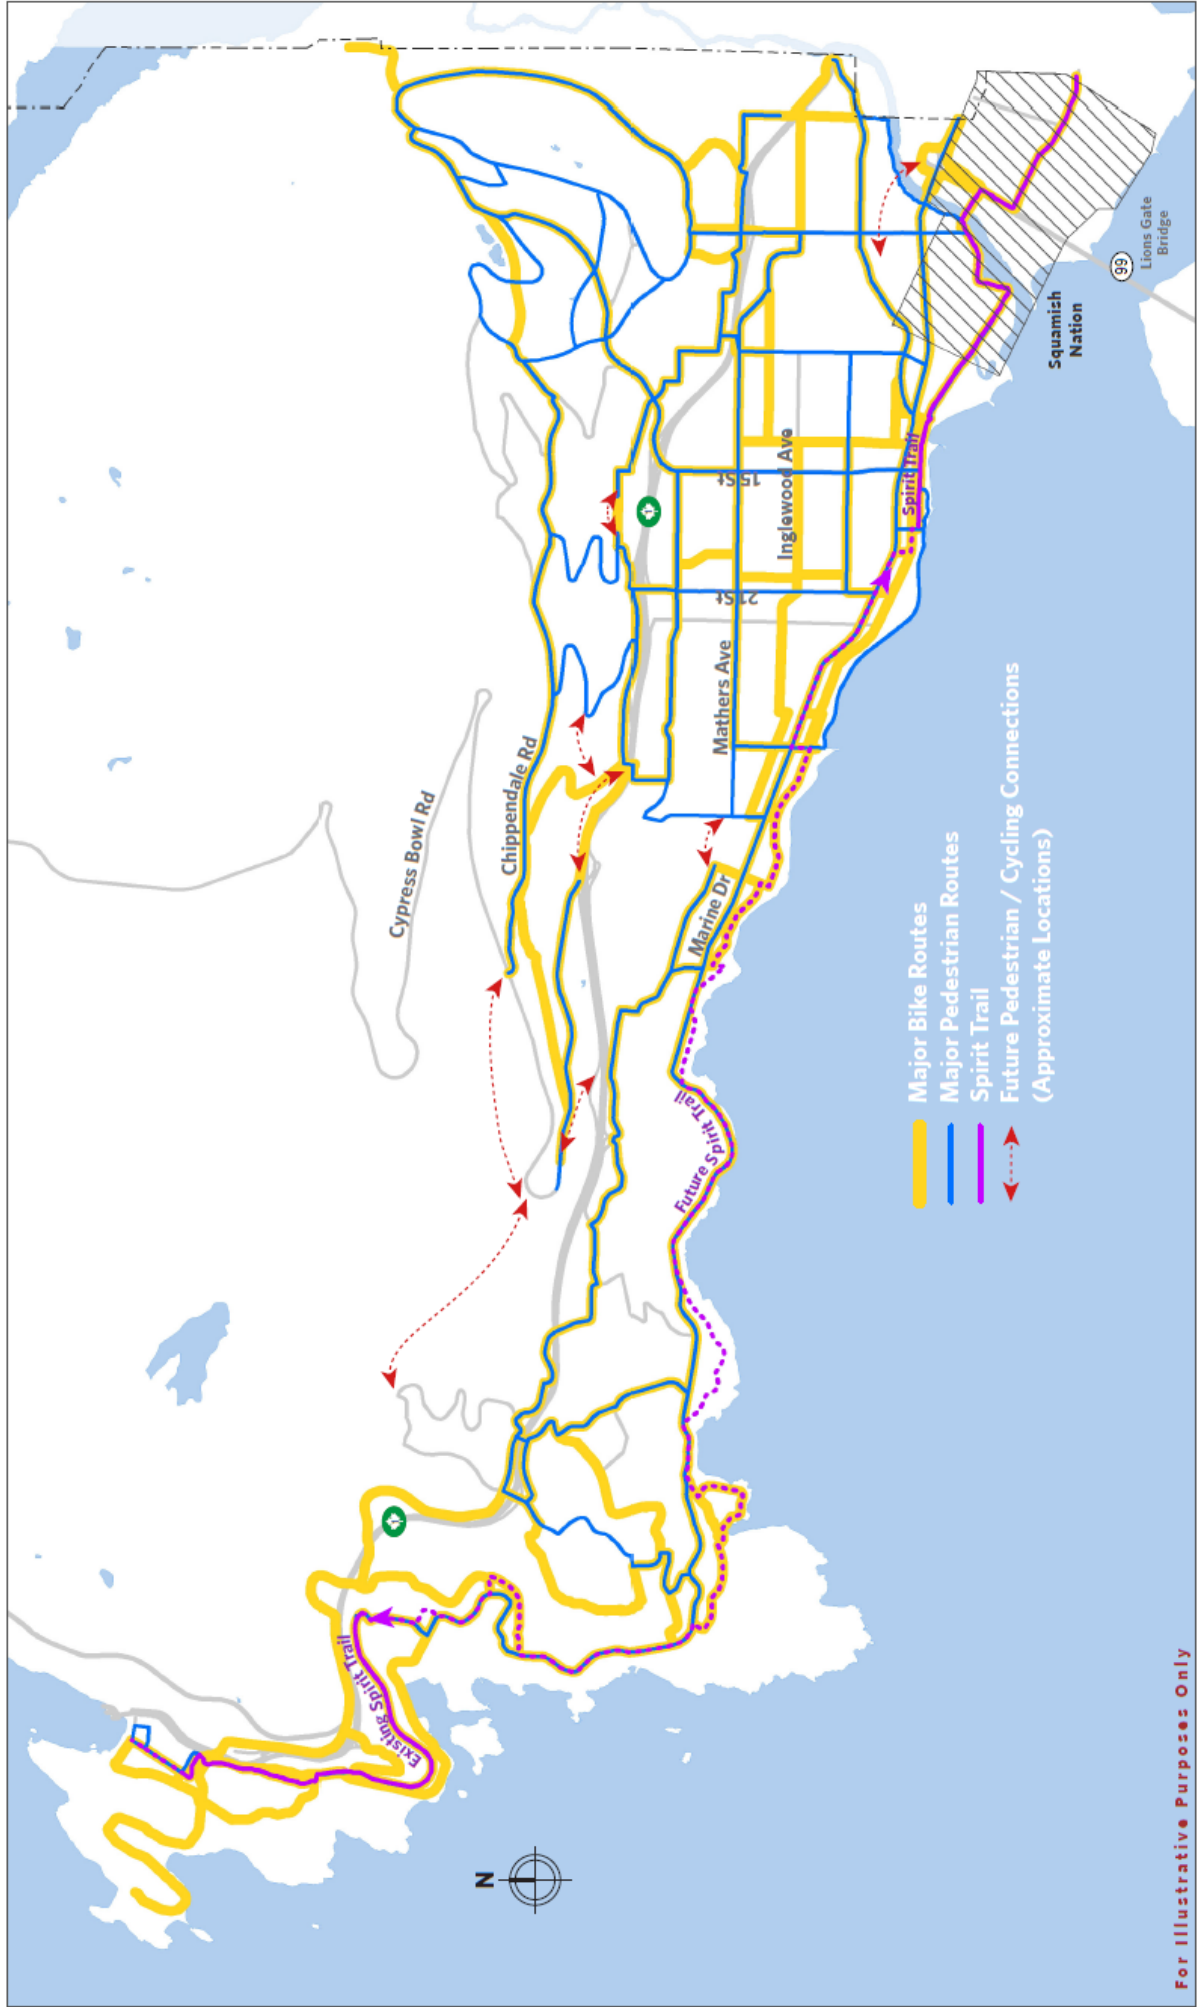 Cypress Bowl Rd
Chippendale Rd
Mathers Ave
21 St
15 St
Inglewood Ave
Marine Dr
1
1
Existing Spirit Trail
Future Spirit Trail
Spirit Trail
Squamish
Nation
99
Lions Gate
Bridge
N
Major Bike Routes
Major Pedestrian Routes
Spirit Trail
Future Pedestrian / Cycling Connections
(Approximate Locations)
For Illustrative Purposes Only